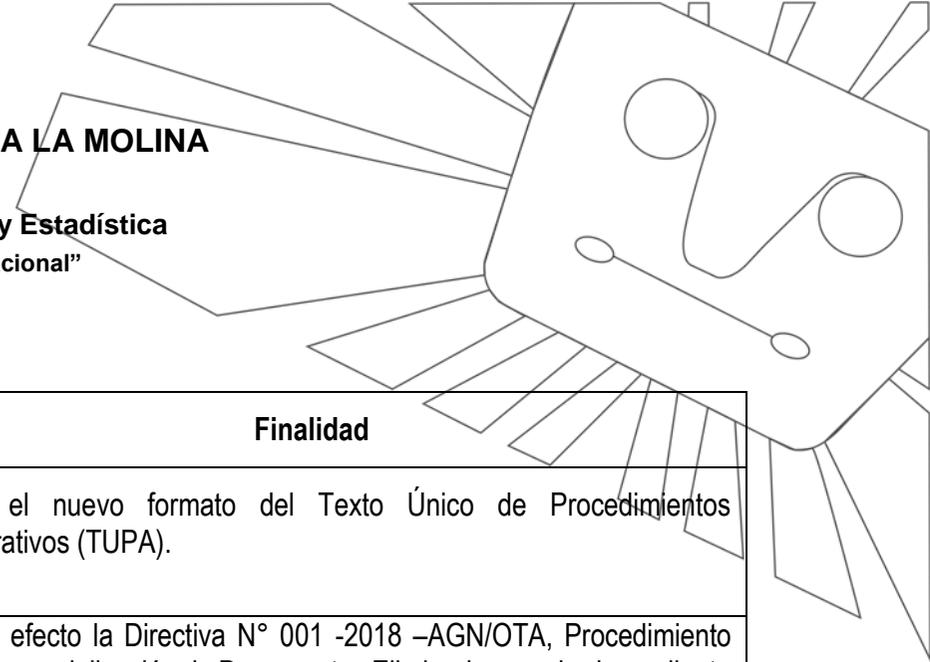 A LA MOLINA
y Estadística
cional”
Finalidad
el nuevo formato del Texto Único de Procedimientos
rativos (TUPA).
efecto la Directiva N° 001 -2018 –AGN/OTA, Procedimiento